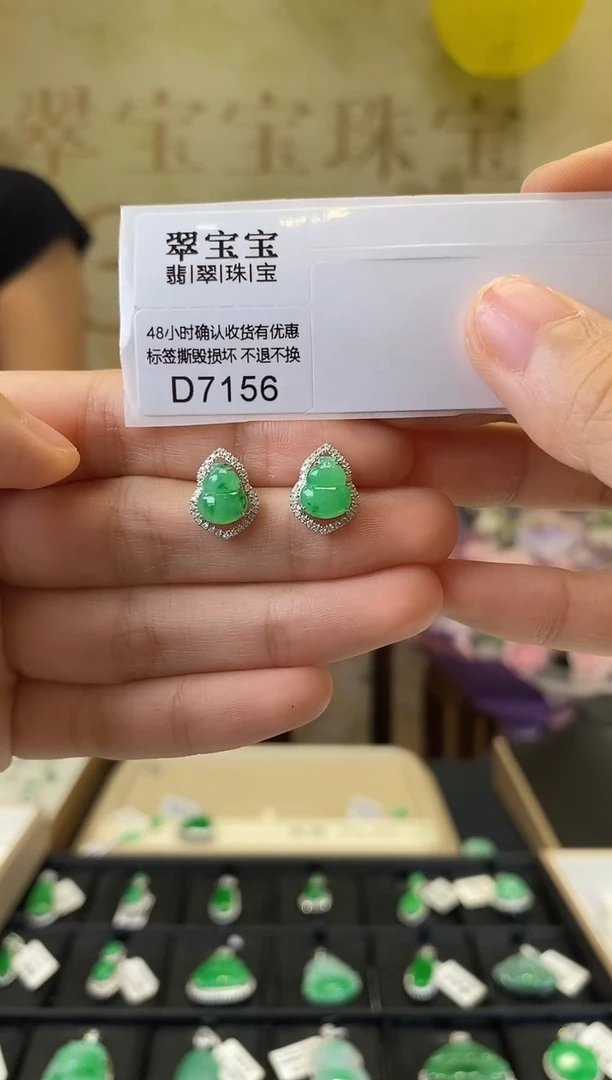 翠宝宝珠宝
翠宝宝
翡|翠|珠|宝
48小时确认收货有优惠
标签撕毁损坏 不退不换
D7156